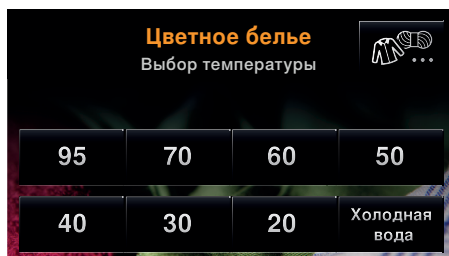 Цветное белье
Выбор температуры
95 70 60 50
40 30 20 Холодная
вода